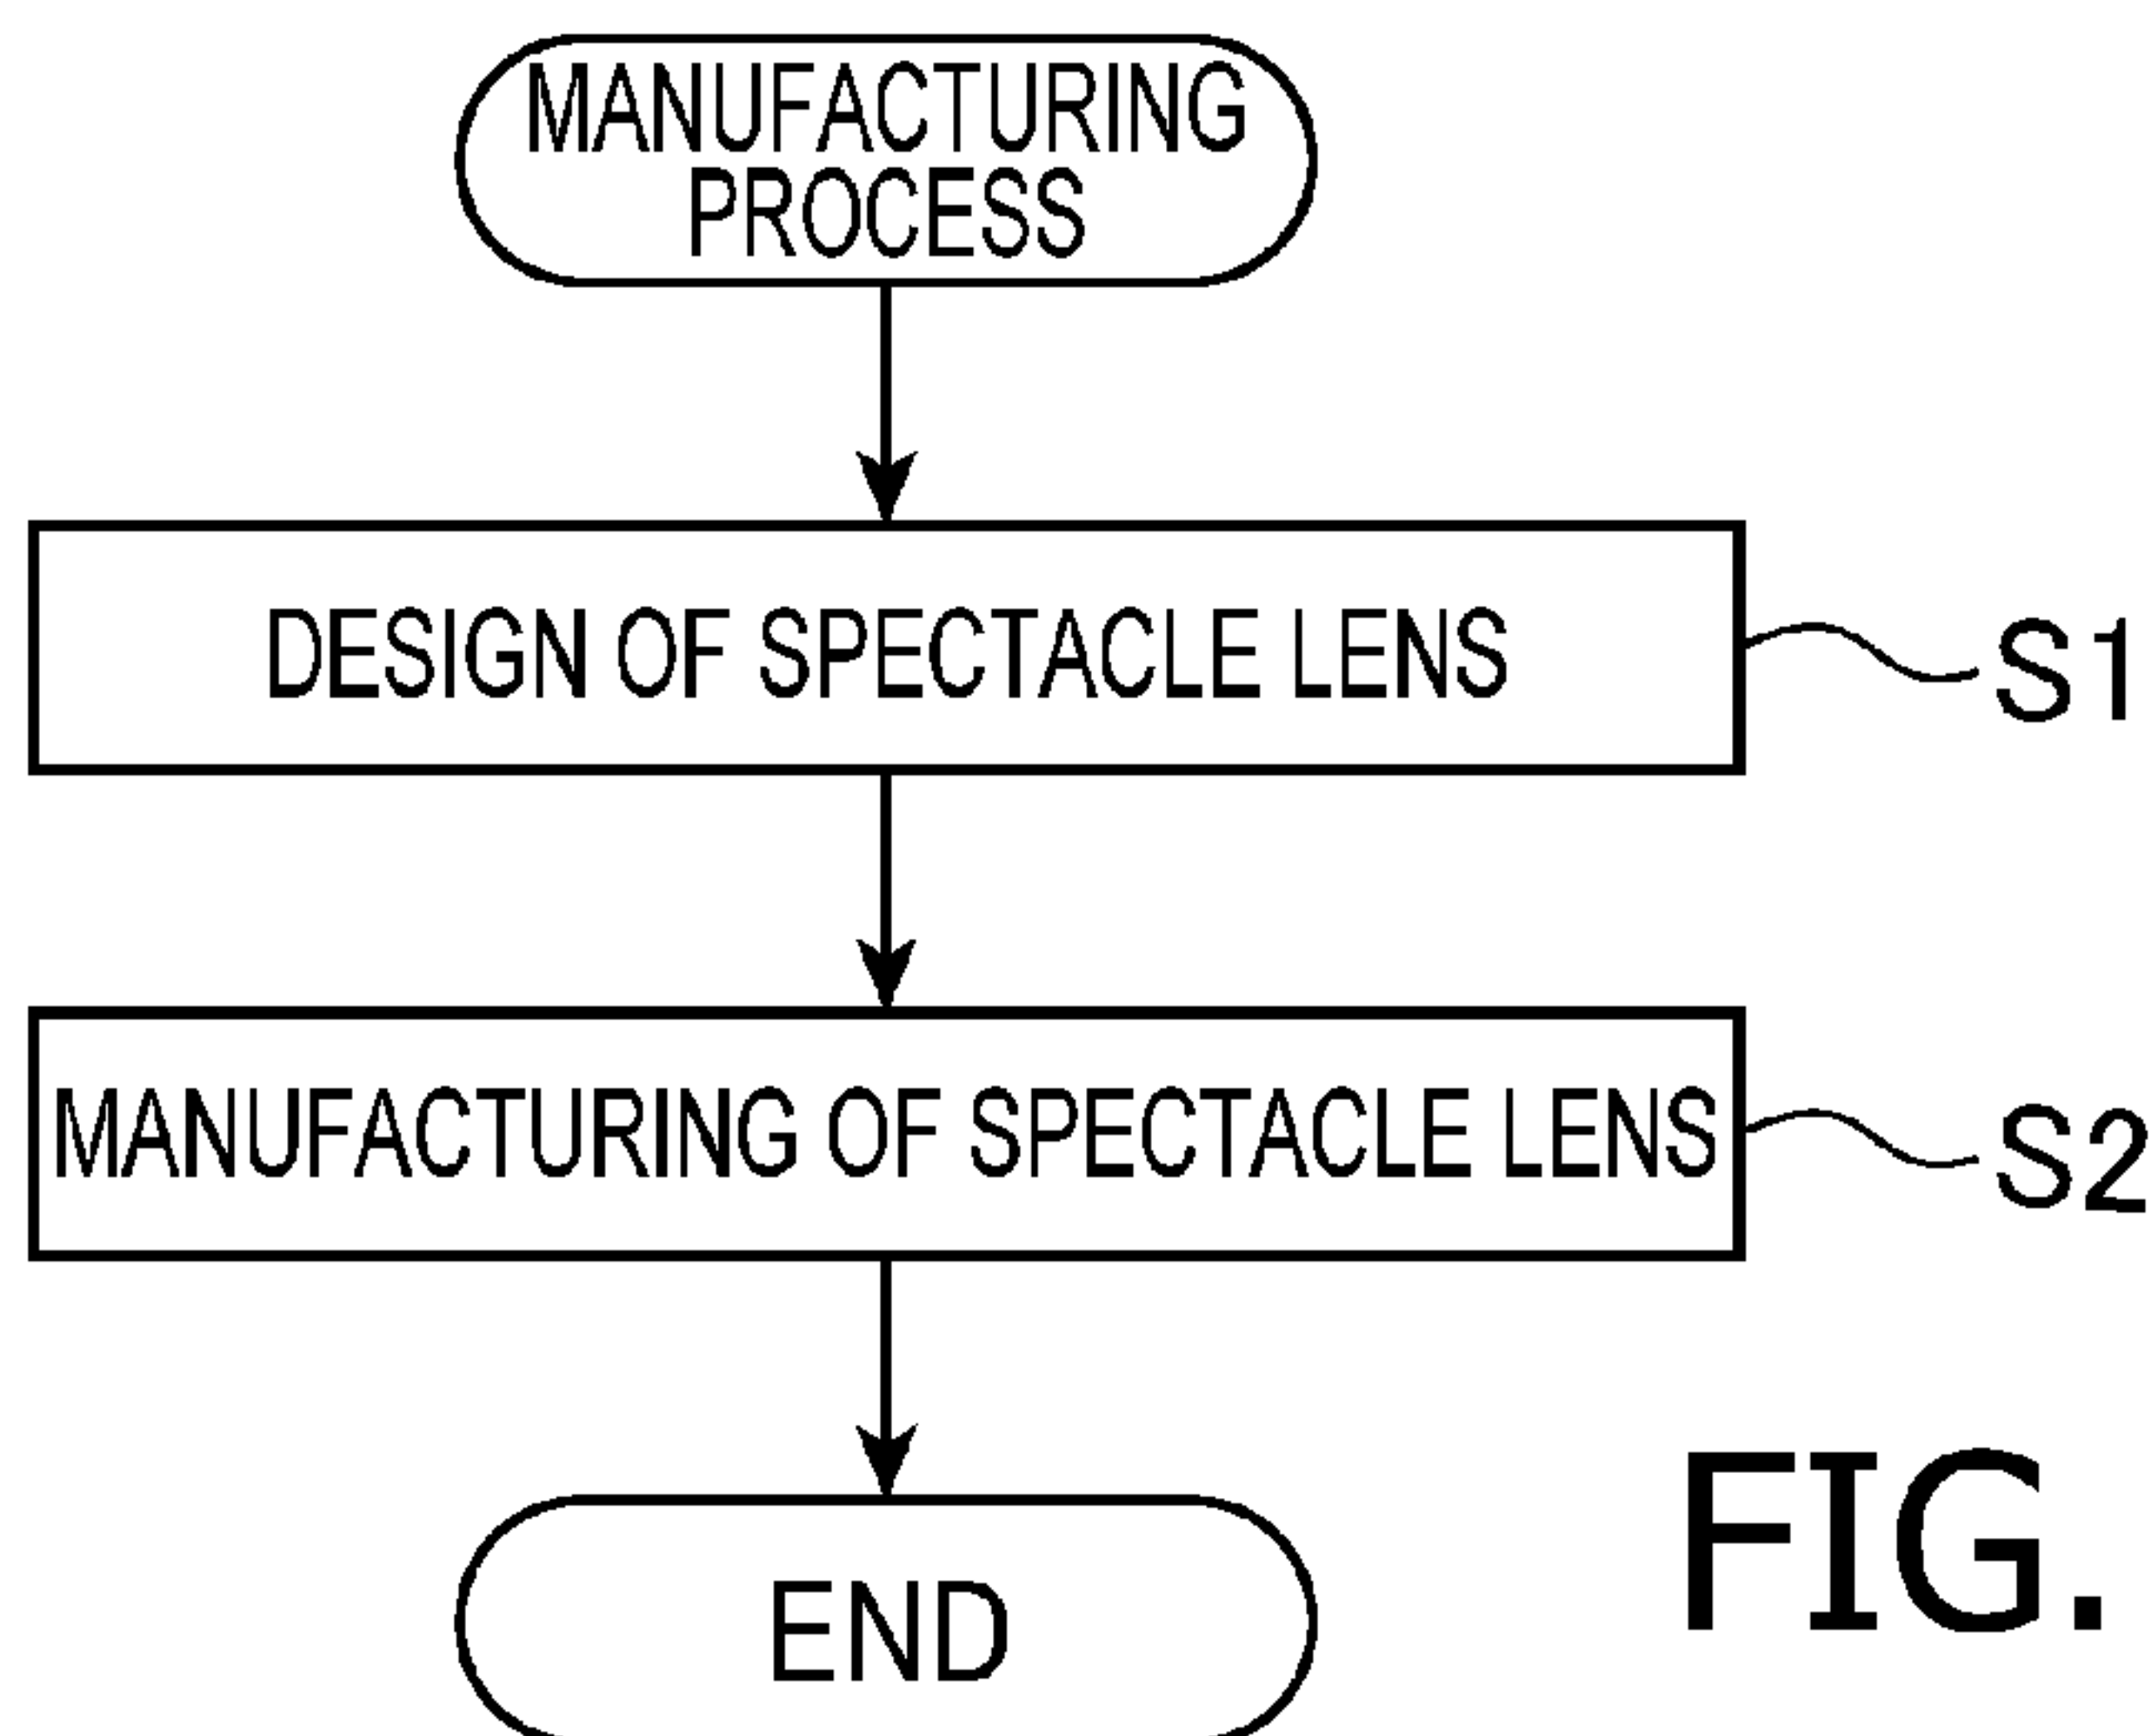 MANUFACTURING
PROCESS
DESIGN OF SPECTACLE LENS
S1
MANUFACTURING OF SPECTACLE LENS
S2
FIG.
END